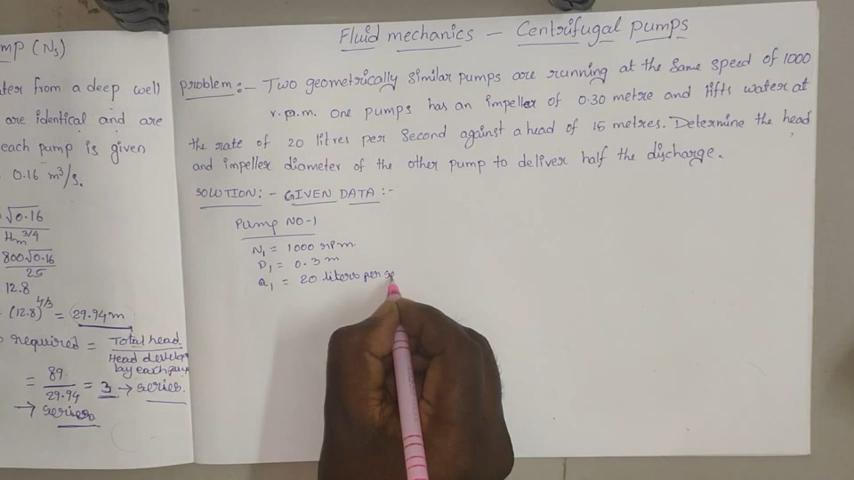 mp (Ns)
ter from a deep well
are identical and are
each pump is given
0.16 m³/s.
√0.16
Hm^3/4
800√0.16
25
12.8
(12.8)^4/3 = 29.94m
required = Total head
Head develop
by each pump
= 89/29.94 = 3 → series.
→ series
Fluid mechanics - Centrifugal Pumps
Problem:- Two geometrically similar pumps are running at the same speed of 1000
r.p.m. One pumps has an impeller of 0.30 metre and lifts water at
the rate of 20 litres per second against a head of 15 metres. Determine the head
and impeller diameter of the other pump to deliver half the discharge.
SOLUTION:- GIVEN DATA:-
Pump NO-1
N₁ = 1000 rpm
D₁ = 0.3 m
Q₁ = 20 liters per se